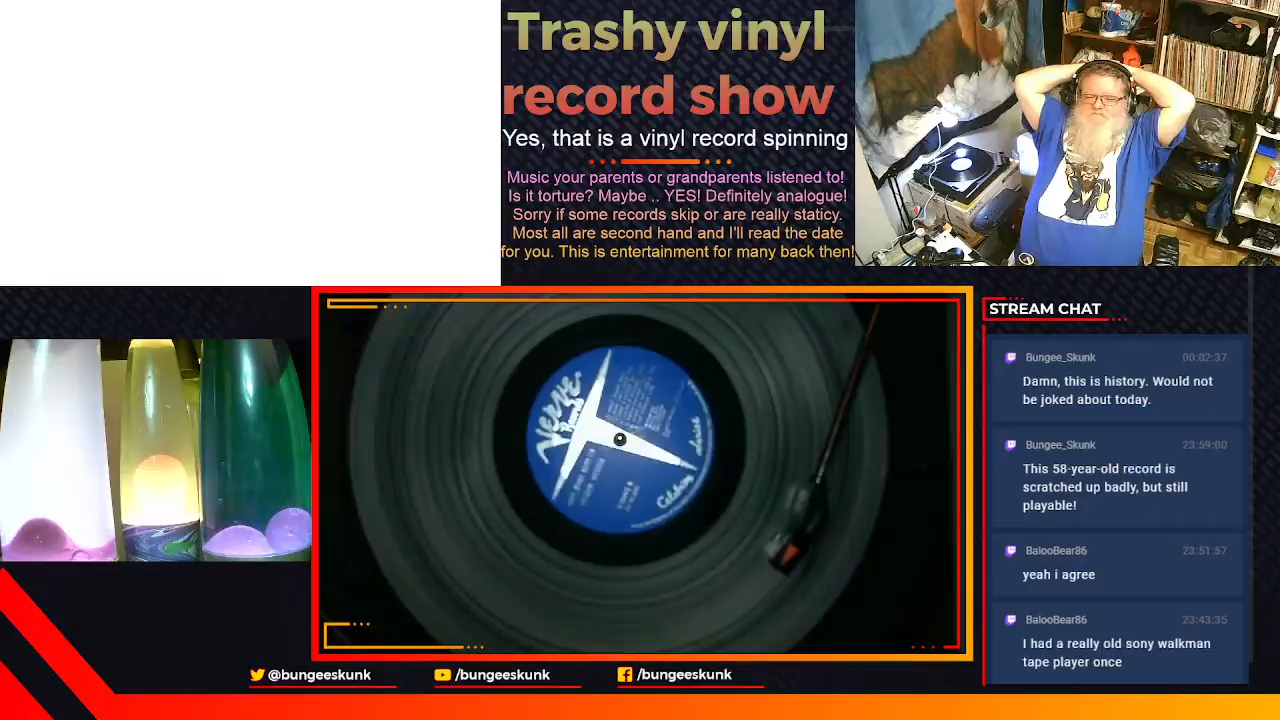 Trashy vinyl
record show
Yes, that is a vinyl record spinning
Music your parents or grandparents listened to!
Is it torture? Maybe .. YES! Definitely analogue!
Sorry if some records skip or are really staticy.
Most all are second hand and I'll read the date
for you. This is entertainment for many back then!
Verve
Records
Celebrity
STREAM CHAT
Bungee_Skunk 00:02:37
Damn, this is history. Would not
be joked about today.
Bungee_Skunk 23:59:00
This 58-year-old record is
scratched up badly, but still
playable!
BalooBear86 23:51:57
yeah i agree
BalooBear86 23:43:35
I had a really old sony walkman
tape player once
@bungeeskunk
/bungeeskunk
/bungeeskunk